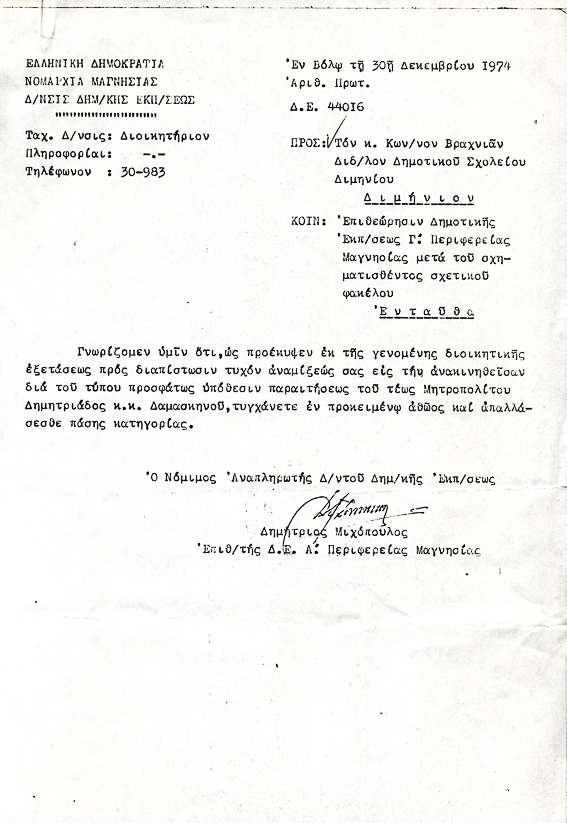 ΕΛΛΗΝΙΚΗ ΔΗΜΟΚΡΑΤΙΑ
ΝΟΜΑΡΧΙΑ ΜΑΓΝΗΣΙΑΣ
Δ/ΝΣΙΣ ΔΗΜ/ΚΗΣ ΕΚΠ/ΣΕΩΣ
Ταχ. Δ/νσις: Διοικητήριον
Πληροφορίαι: -.-
Τηλέφωνον : 30-983
Ἐν Βόλῳ τῇ 30ῇ Δεκεμβρίου 1974
Ἀριθ. Πρωτ.
Δ.Ε. 44016
ΠΡΟΣ: Τόν κ. Κων/νον Βραχνιᾶν
Διδ/λον Δημοτικοῦ Σχολείου
Διμηνίου
Διμήνιον
ΚΟΙΝ: Ἐπιθεώρησιν Δημοτικῆς
Ἐκπ/σεως Γ΄. Περιφερείας
Μαγνησίας μετά τοῦ σχη-
ματισθέντος σχετικοῦ
φακέλου
Ἐνταῦθα
Γνωρίζομεν ὑμῖν ὅτι,ὡς προέκυψεν ἐκ τῆς γενομένης διοικητικῆς
ἐξετάσεως πρός διαπίστωσιν τυχόν ἀναμίξεώς σας εἰς τήν ἀνακινηθεῖσαν
διά τοῦ τύπου προσφάτως ὑπόθεσιν παραιτήσεως τοῦ τέως Μητροπολίτου
Δημητριάδος κ.κ. Δαμασκηνοῦ,τυγχάνετε ἐν προκειμένῳ ἀθῶος καί ἀπαλλά-
σεσθε πάσης κατηγορίας.
Ὁ Νόμιμος Ἀναπληρωτής Δ/ντοῦ Δημ/κῆς Ἐκπ/σεως
Δημήτριος Μιχόπουλος
Ἐπιθ/τής Δ.Ε. Α΄. Περιφερείας Μαγνησίας